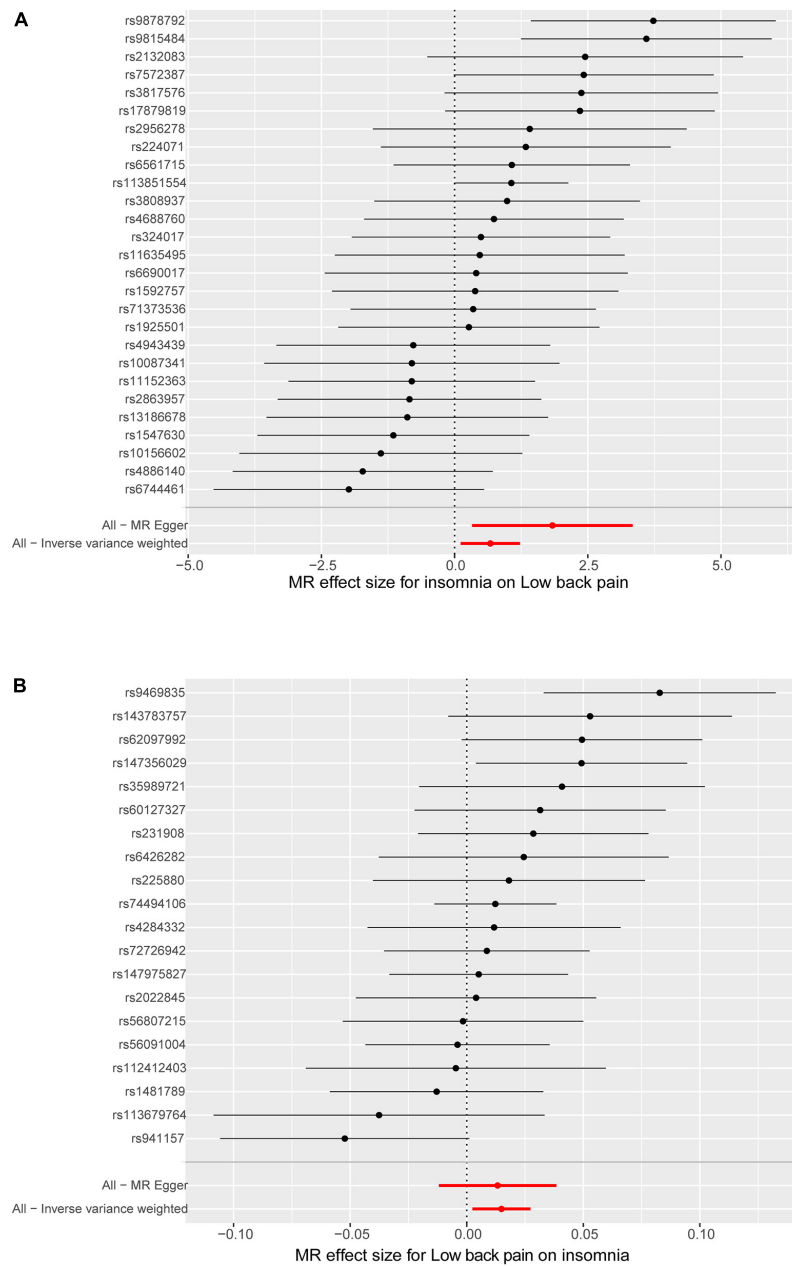 A
rs9878792
rs9815484
rs2132083
rs7572387
rs3817576
rs17879819
rs2956278
rs224071
rs6561715
rs113851554
rs3808937
rs4688760
rs324017
rs11635495
rs6690017
rs1592757
rs71373536
rs1925501
rs4943439
rs10087341
rs11152363
rs2863957
rs13186678
rs1547630
rs10156602
rs4886140
rs6744461
All − MR Egger
All − Inverse variance weighted
−5.0 −2.5 0.0 2.5 5.0
MR effect size for insomnia on Low back pain
B
rs9469835
rs143783757
rs62097992
rs147356029
rs35989721
rs60127327
rs231908
rs6426282
rs225880
rs74494106
rs4284332
rs72726942
rs147975827
rs2022845
rs56807215
rs56091004
rs112412403
rs1481789
rs113679764
rs941157
All − MR Egger
All − Inverse variance weighted
−0.10 −0.05 0.00 0.05 0.10
MR effect size for Low back pain on insomnia